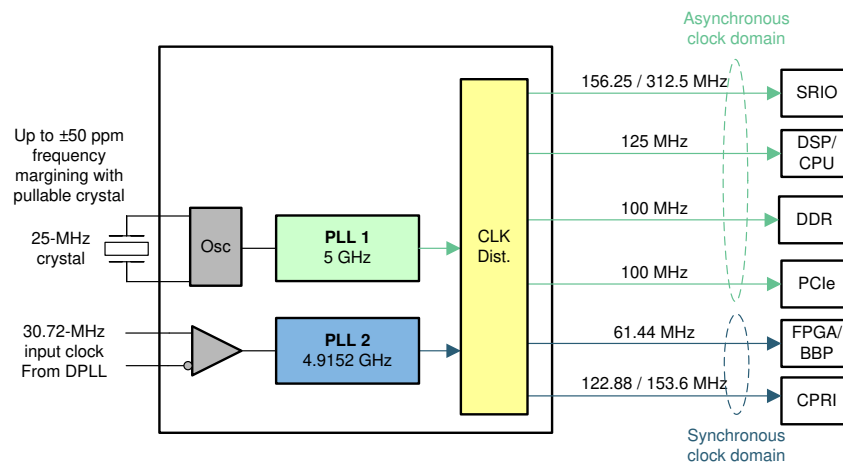 Asynchronous
clock domain
156.25 / 312.5 MHz
SRIO
Up to ±50 ppm
frequency
margining with
pullable crystal
125 MHz
DSP/
CPU
25-MHz
crystal
Osc
PLL 1
5 GHz
CLK
Dist.
100 MHz
DDR
100 MHz
PCIe
30.72-MHz
input clock
From DPLL
PLL 2
4.9152 GHz
61.44 MHz
FPGA/
BBP
122.88 / 153.6 MHz
CPRI
Synchronous
clock domain